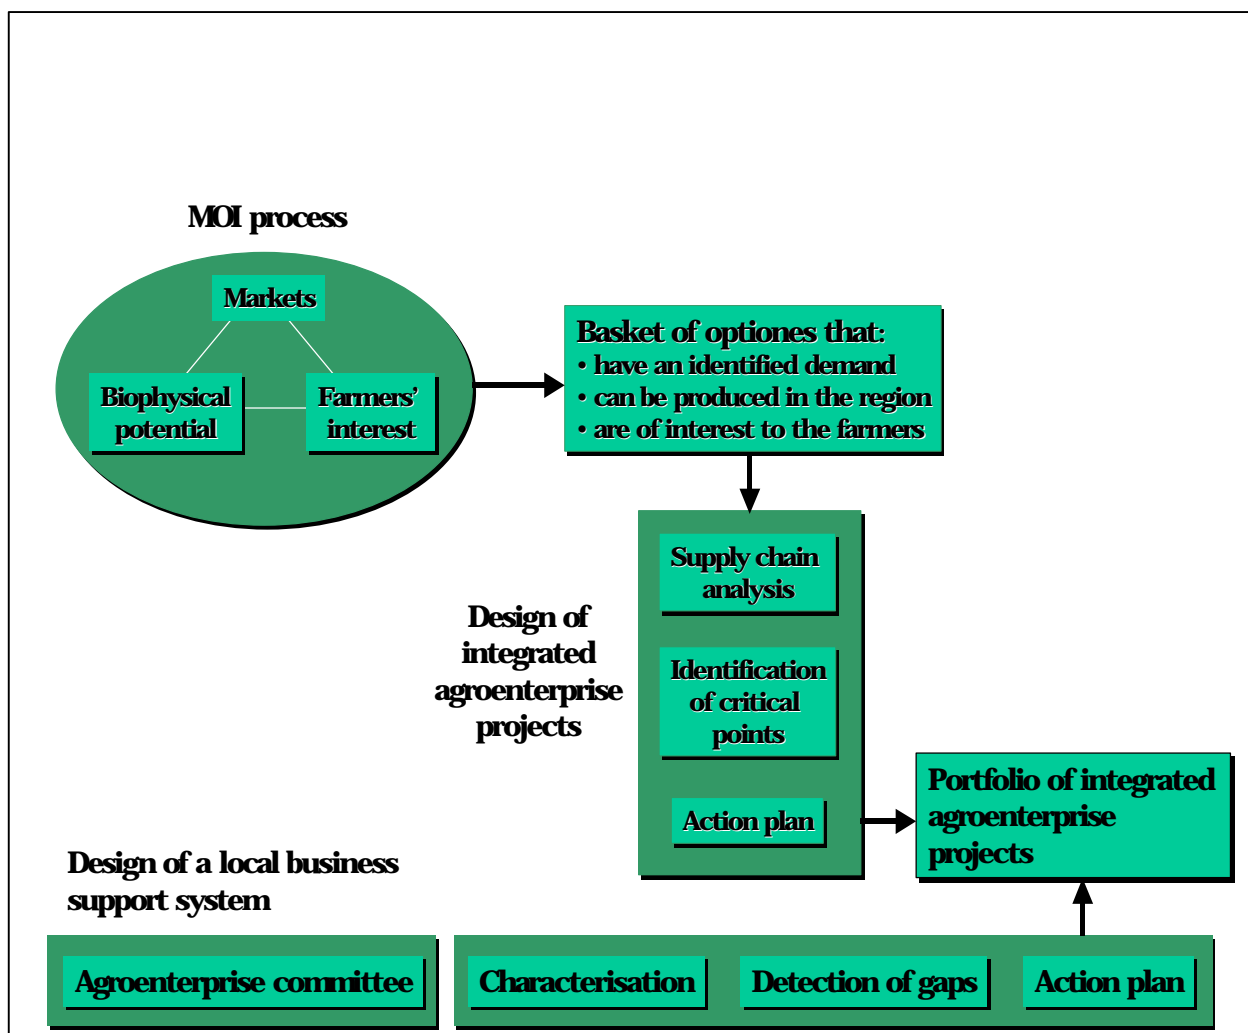 MOI process
Markets
Biophysical
potential
Farmers'
interest
Basket of optiones that:
• have an identified demand
• can be produced in the region
• are of interest to the farmers
Supply chain
analysis
Design of
integrated
agroenterprise
projects
Identification
of critical
points
Action plan
Portfolio of integrated
agroenterprise
projects
Design of a local business
support system
Agroenterprise committee
Characterisation
Detection of gaps
Action plan